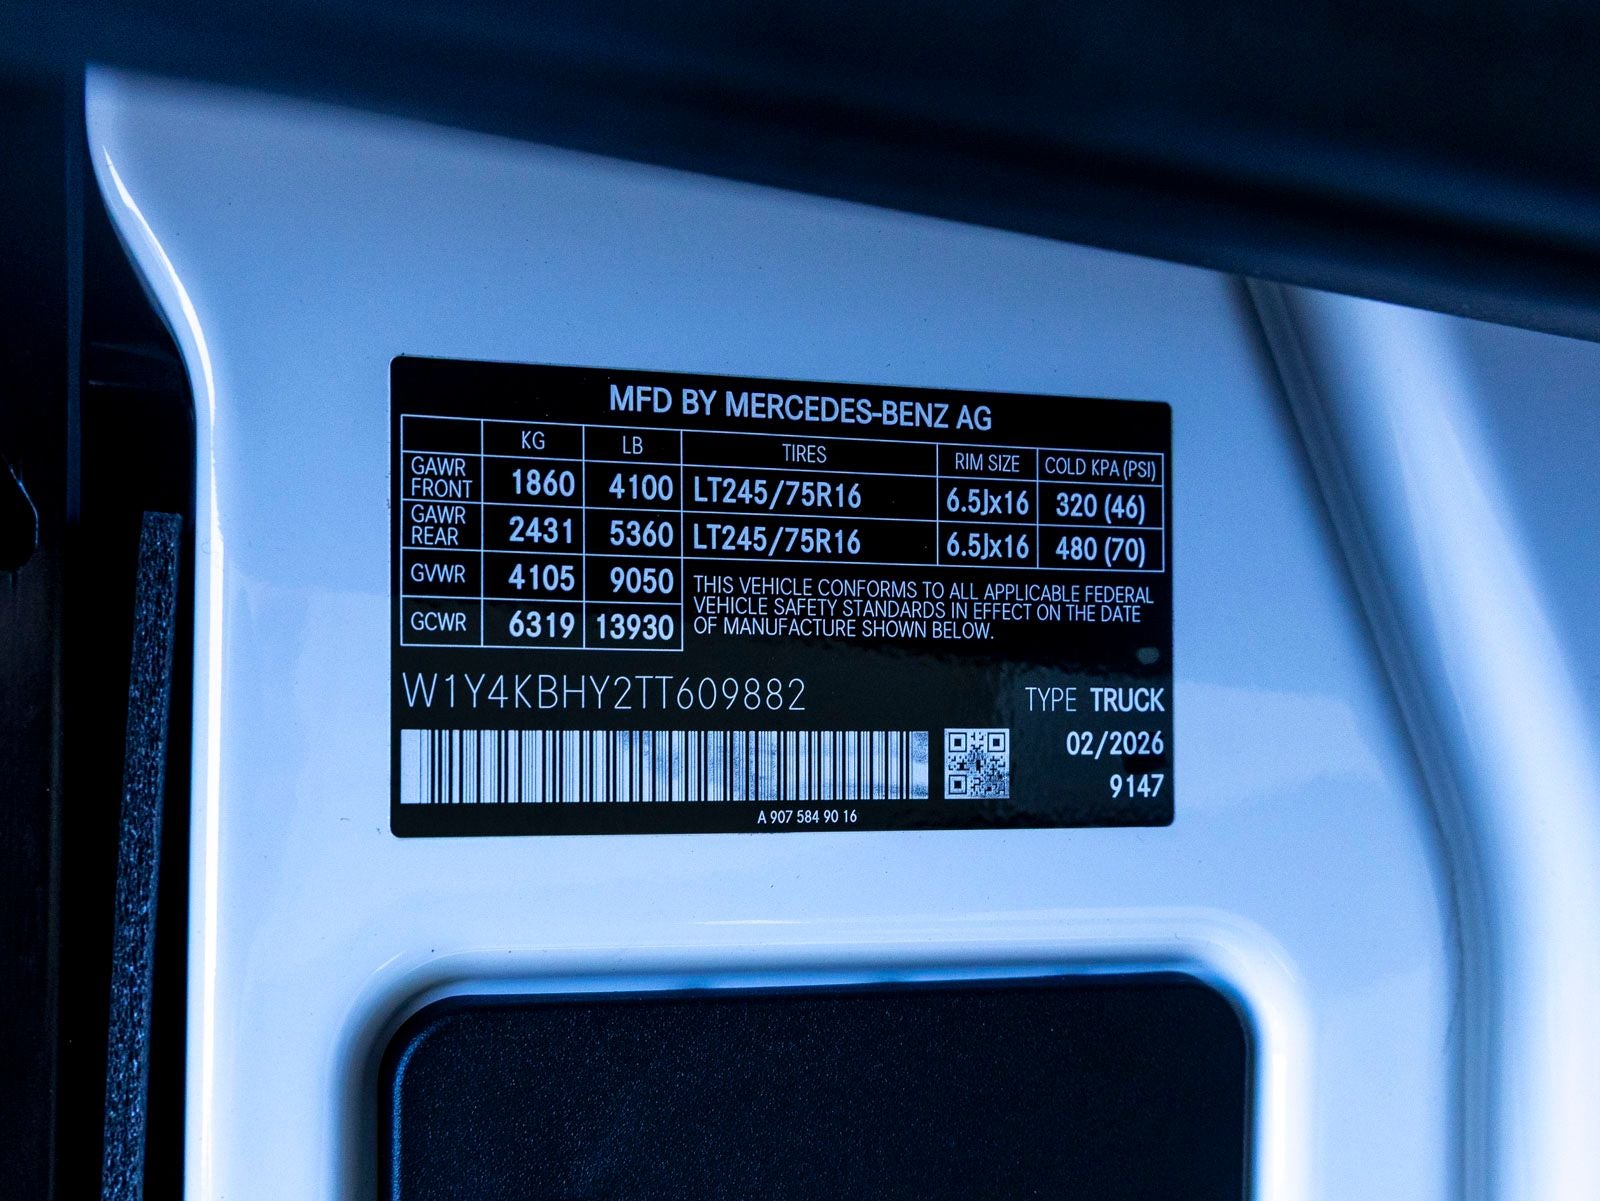 MFD BY MERCEDES-BENZ AG
KG LB TIRES RIM SIZE COLD KPA (PSI)
GAWR FRONT 1860 4100 LT245/75R16 6.5Jx16 320 (46)
GAWR REAR 2431 5360 LT245/75R16 6.5Jx16 480 (70)
GVWR 4105 9050
GCWR 6319 13930
THIS VEHICLE CONFORMS TO ALL APPLICABLE FEDERAL
VEHICLE SAFETY STANDARDS IN EFFECT ON THE DATE
OF MANUFACTURE SHOWN BELOW.
W1Y4KBHY2TT609882
TYPE TRUCK
02/2026
9147
A 907 584 90 16